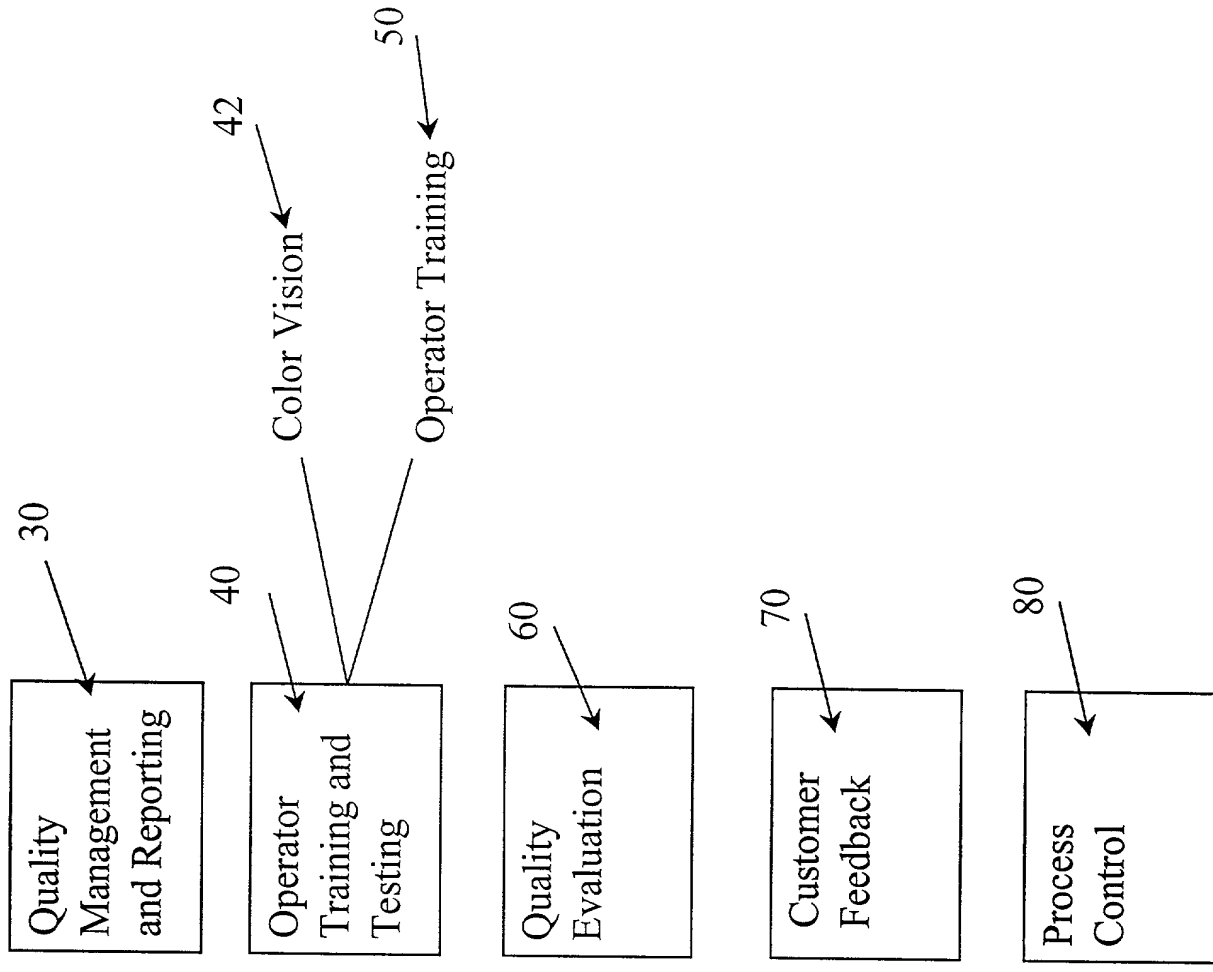 Quality
Management
and Reporting
30
Operator
Training and
Testing
40
Color Vision
42
Operator Training
50
Quality
Evaluation
60
Customer
Feedback
70
Process
Control
80